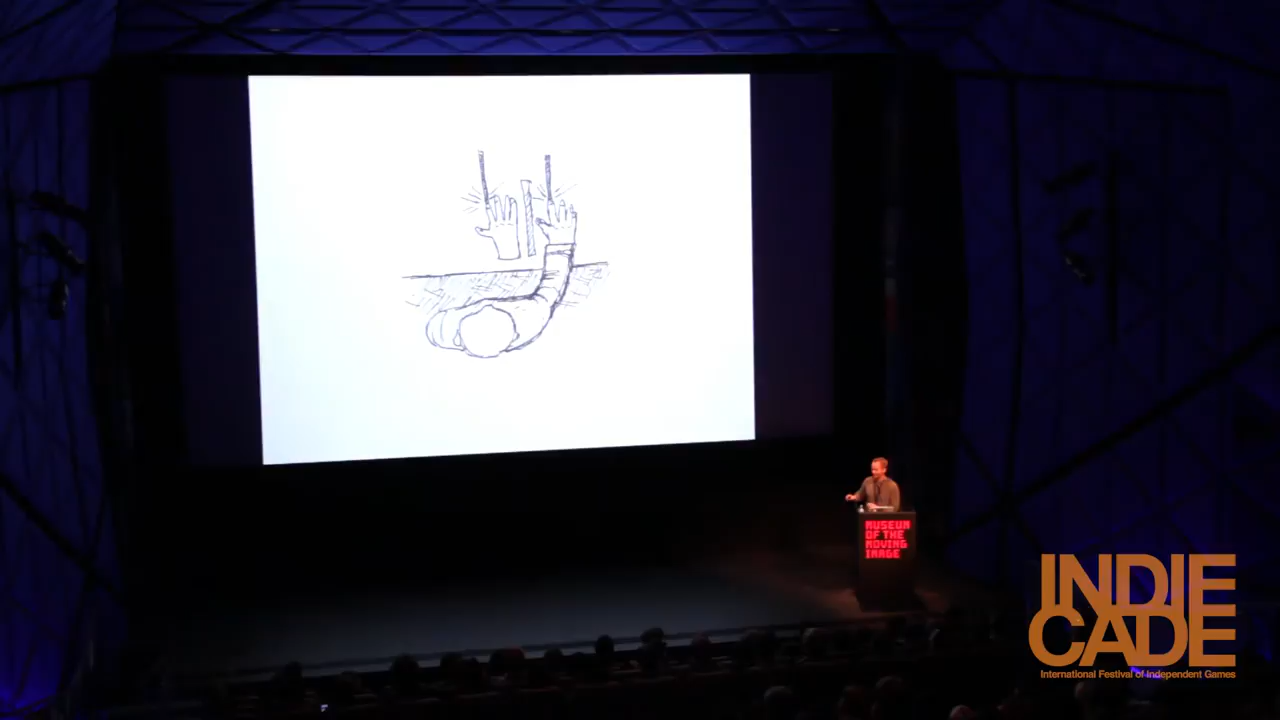 MUSEUM
OF THE
MOVING
IMAGE
INDIE
CADE
International Festival of Independent Games